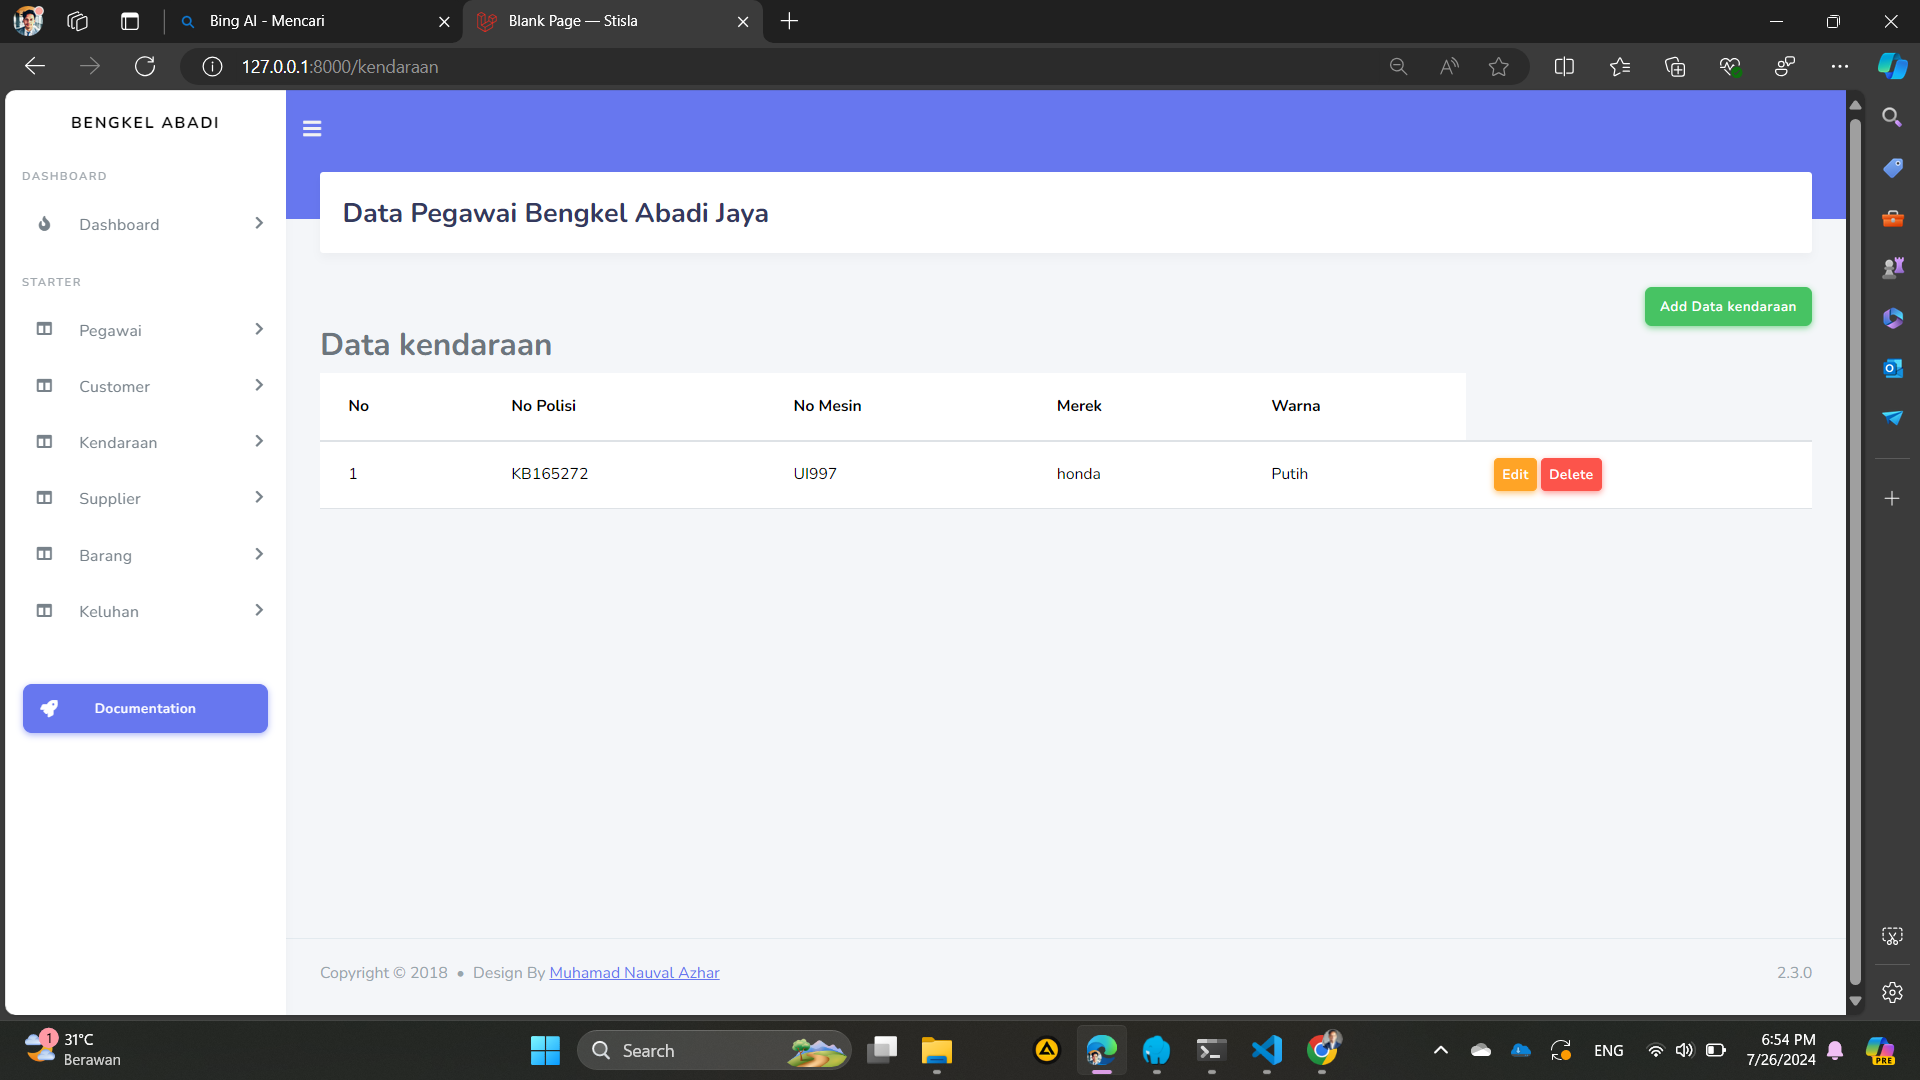 Bing AI - Mencari
Blank Page — Stisla
127.0.0.1:8000/kendaraan
BENGKEL ABADI
DASHBOARD
Dashboard
STARTER
Pegawai
Customer
Kendaraan
Supplier
Barang
Keluhan
Documentation
Data Pegawai Bengkel Abadi Jaya
Add Data kendaraan
Data kendaraan
No No Polisi No Mesin Merek Warna
1 KB165272 UI997 honda Putih Edit Delete
Copyright © 2018 • Design By Muhamad Nauval Azhar 2.3.0
1 31°C
Berawan
Search
ENG
6:54 PM
7/26/2024
PRE